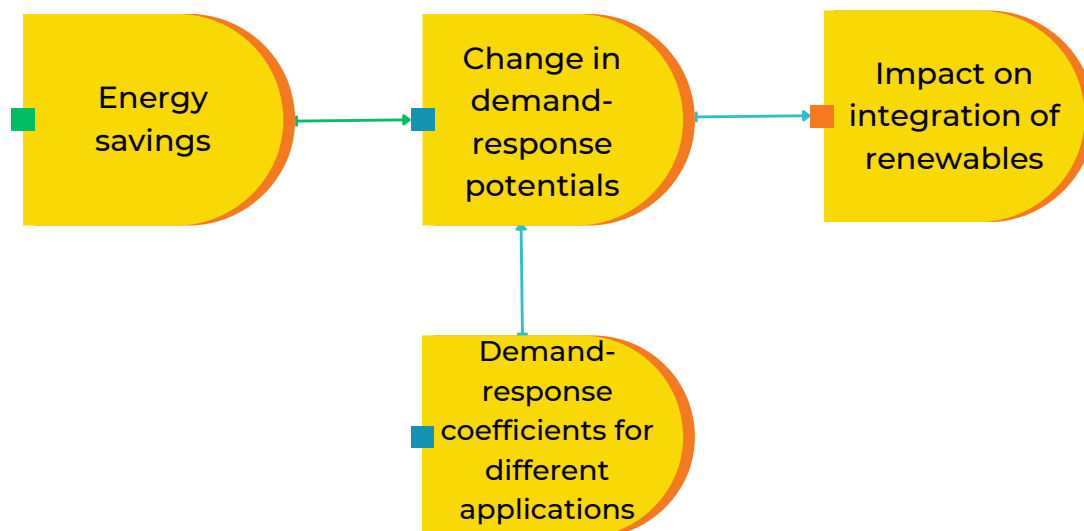 Energy
savings
Change in
demand-
response
potentials
Impact on
integration of
renewables
Demand-
response
coefficients for
different
applications